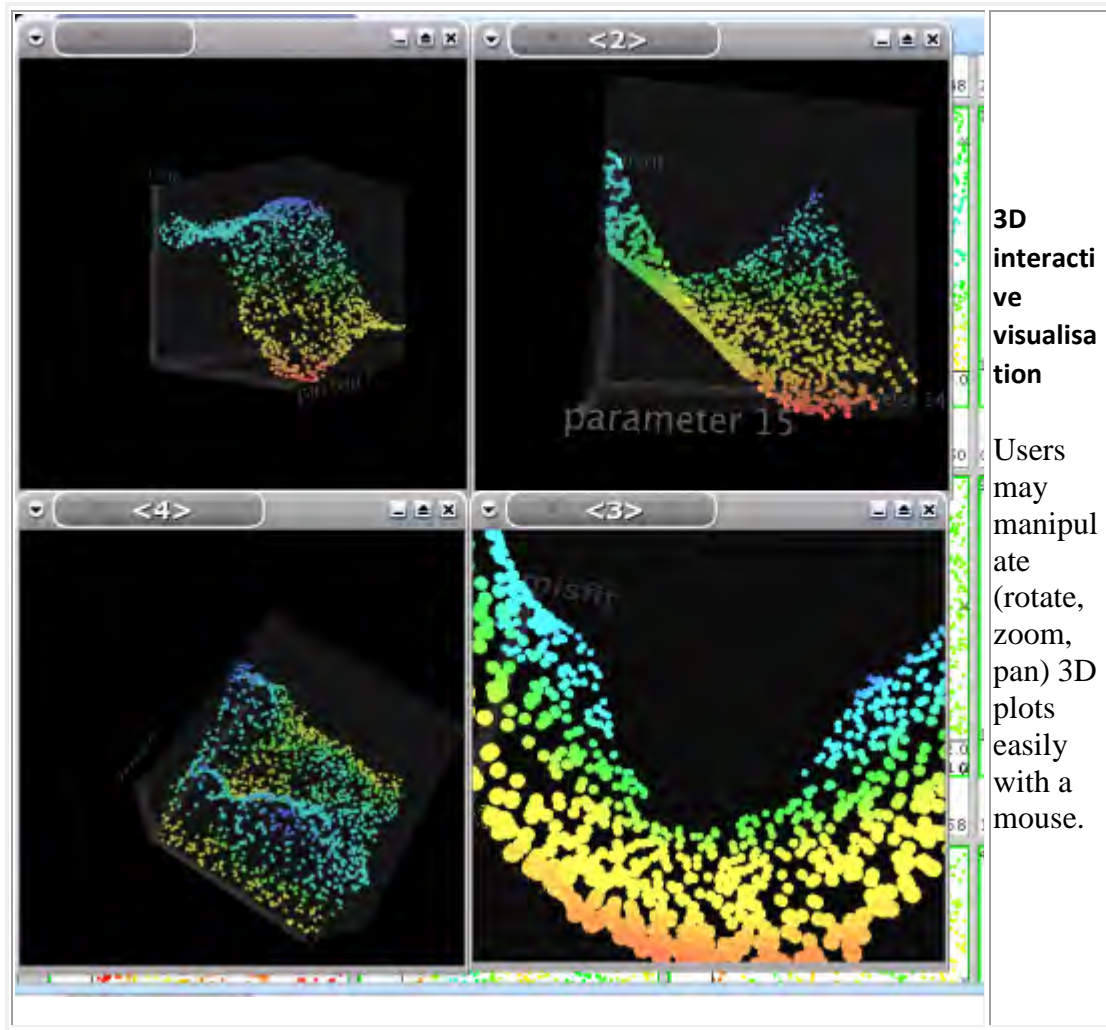 <2>
parameter 15
<4>
<3>
misfit
3D
interacti
ve
visualisa
tion
Users
may
manipul
ate
(rotate,
zoom,
pan) 3D
plots
easily
with a
mouse.